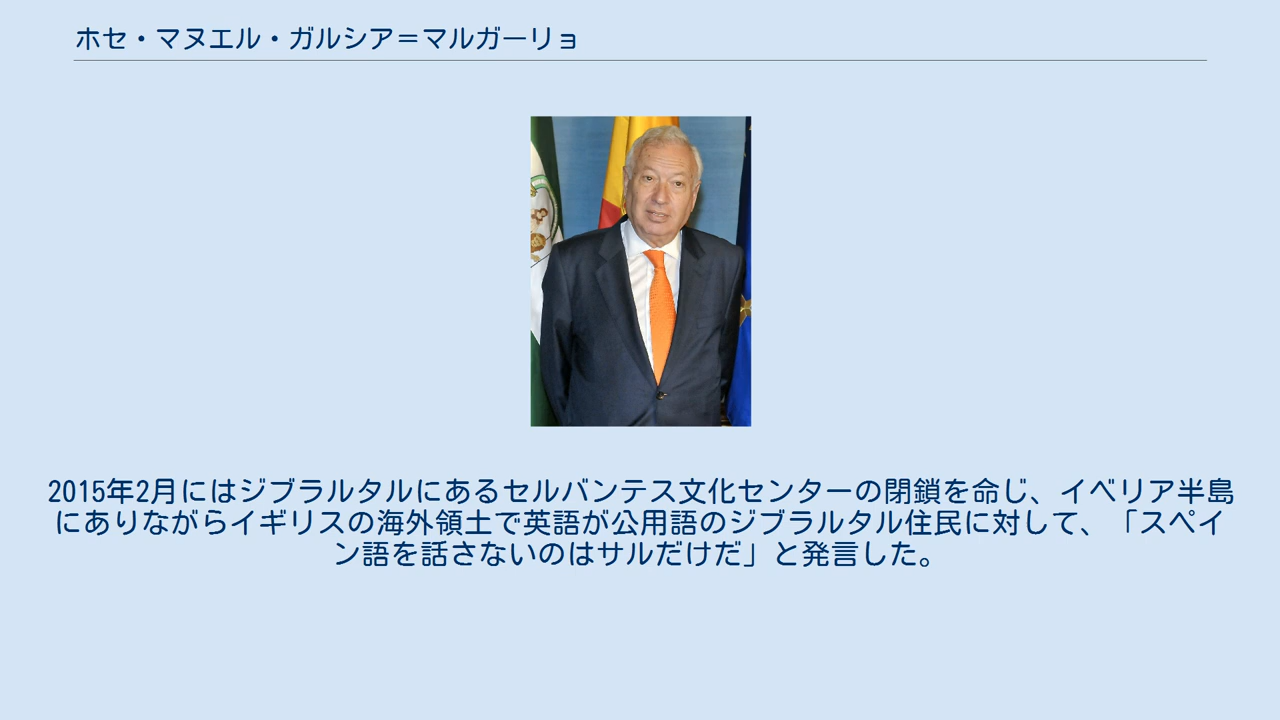 ホセ・マヌエル・ガルシア＝マルガーリョ
2015年2月にはジブラルタルにあるセルバンテス文化センターの閉鎖を命じ、イベリア半島
にありながらイギリスの海外領土で英語が公用語のジブラルタル住民に対して、「スペイ
ン語を話さないのはサルだけだ」と発言した。